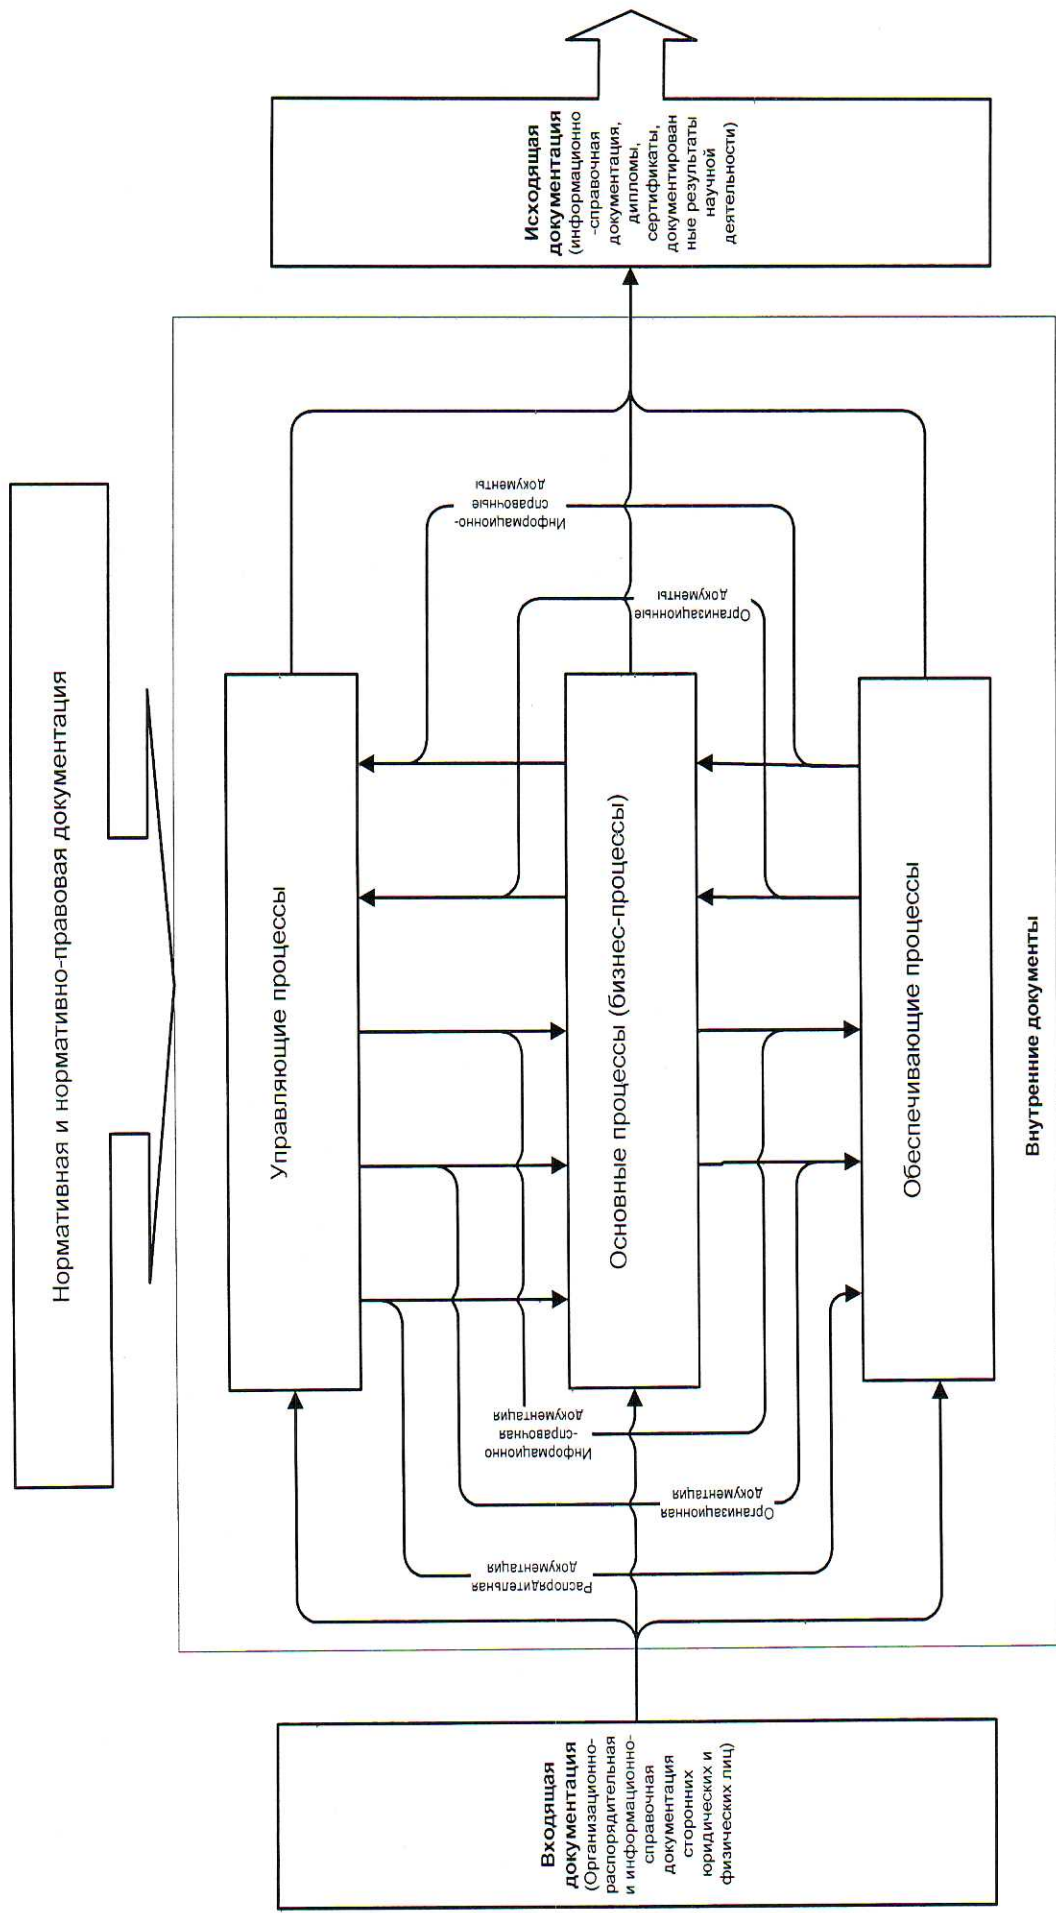 Нормативная и нормативно-правовая документация
Входящая
документация
(Организационно-
распорядительная
и информационно-
справочная
документация
сторонних
юридических и
физических лиц)
Управляющие процессы
Распорядительная
документация
Организационная
документация
Информационно
-справочная
документация
Основные процессы (бизнес-процессы)
Организационные
документы
Информационно-
справочные
документы
Обеспечивающие процессы
Внутренние документы
Исходящая
документация
(информационно
-справочная
документация,
дипломы,
сертификаты,
документирован
ные результаты
научной
деятельности)